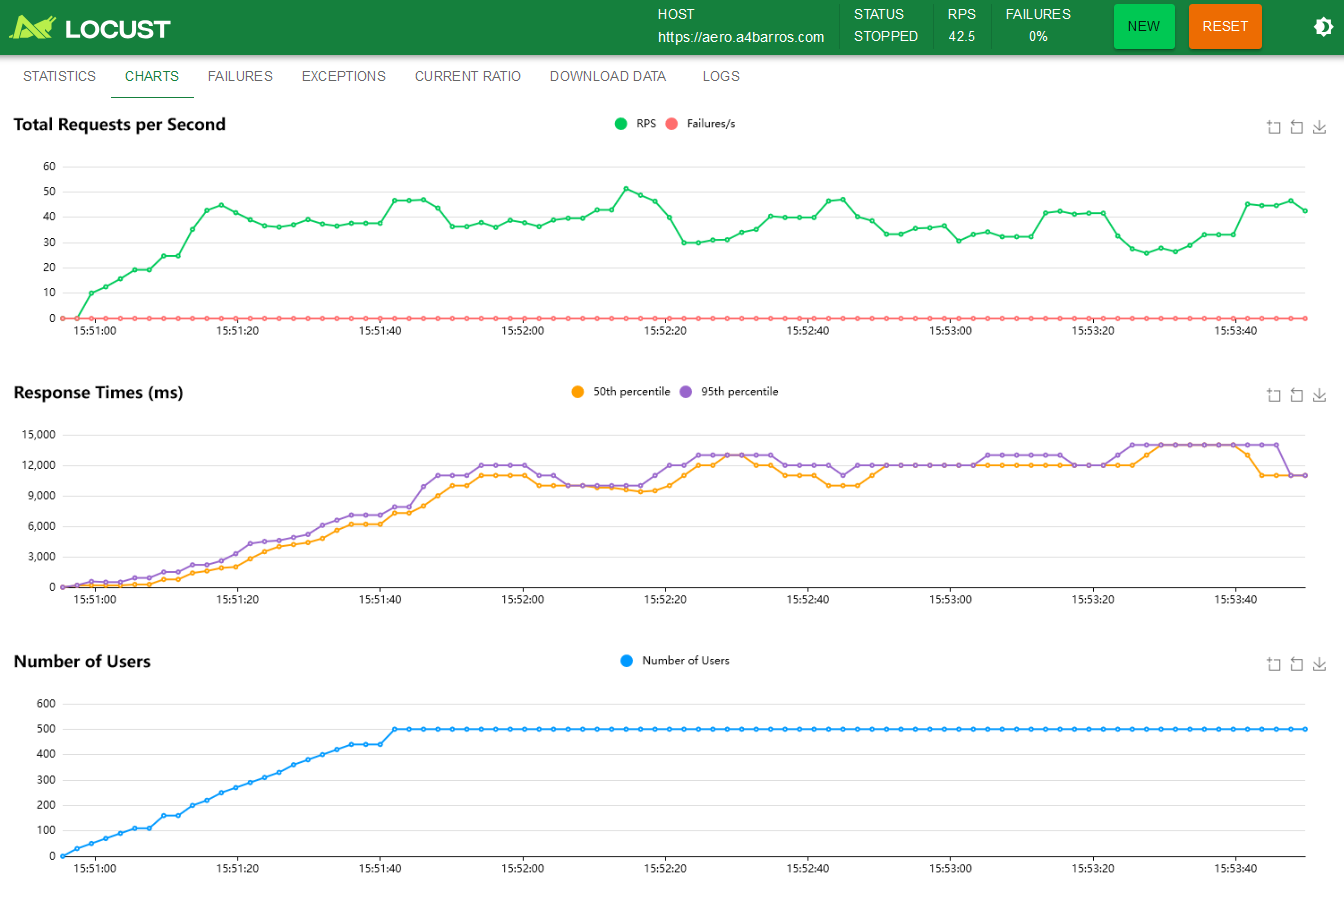 LOCUST
HOST
https://aero.a4barros.com
STATUS
STOPPED
RPS
42.5
FAILURES
0%
NEW
RESET
STATISTICS CHARTS FAILURES EXCEPTIONS CURRENT RATIO DOWNLOAD DATA LOGS
Total Requests per Second
RPS Failures/s
60
50
40
30
20
10
0
15:51:00 15:51:20 15:51:40 15:52:00 15:52:20 15:52:40 15:53:00 15:53:20 15:53:40
Response Times (ms)
50th percentile 95th percentile
15,000
12,000
9,000
6,000
3,000
0
15:51:00 15:51:20 15:51:40 15:52:00 15:52:20 15:52:40 15:53:00 15:53:20 15:53:40
Number of Users
Number of Users
600
500
400
300
200
100
0
15:51:00 15:51:20 15:51:40 15:52:00 15:52:20 15:52:40 15:53:00 15:53:20 15:53:40